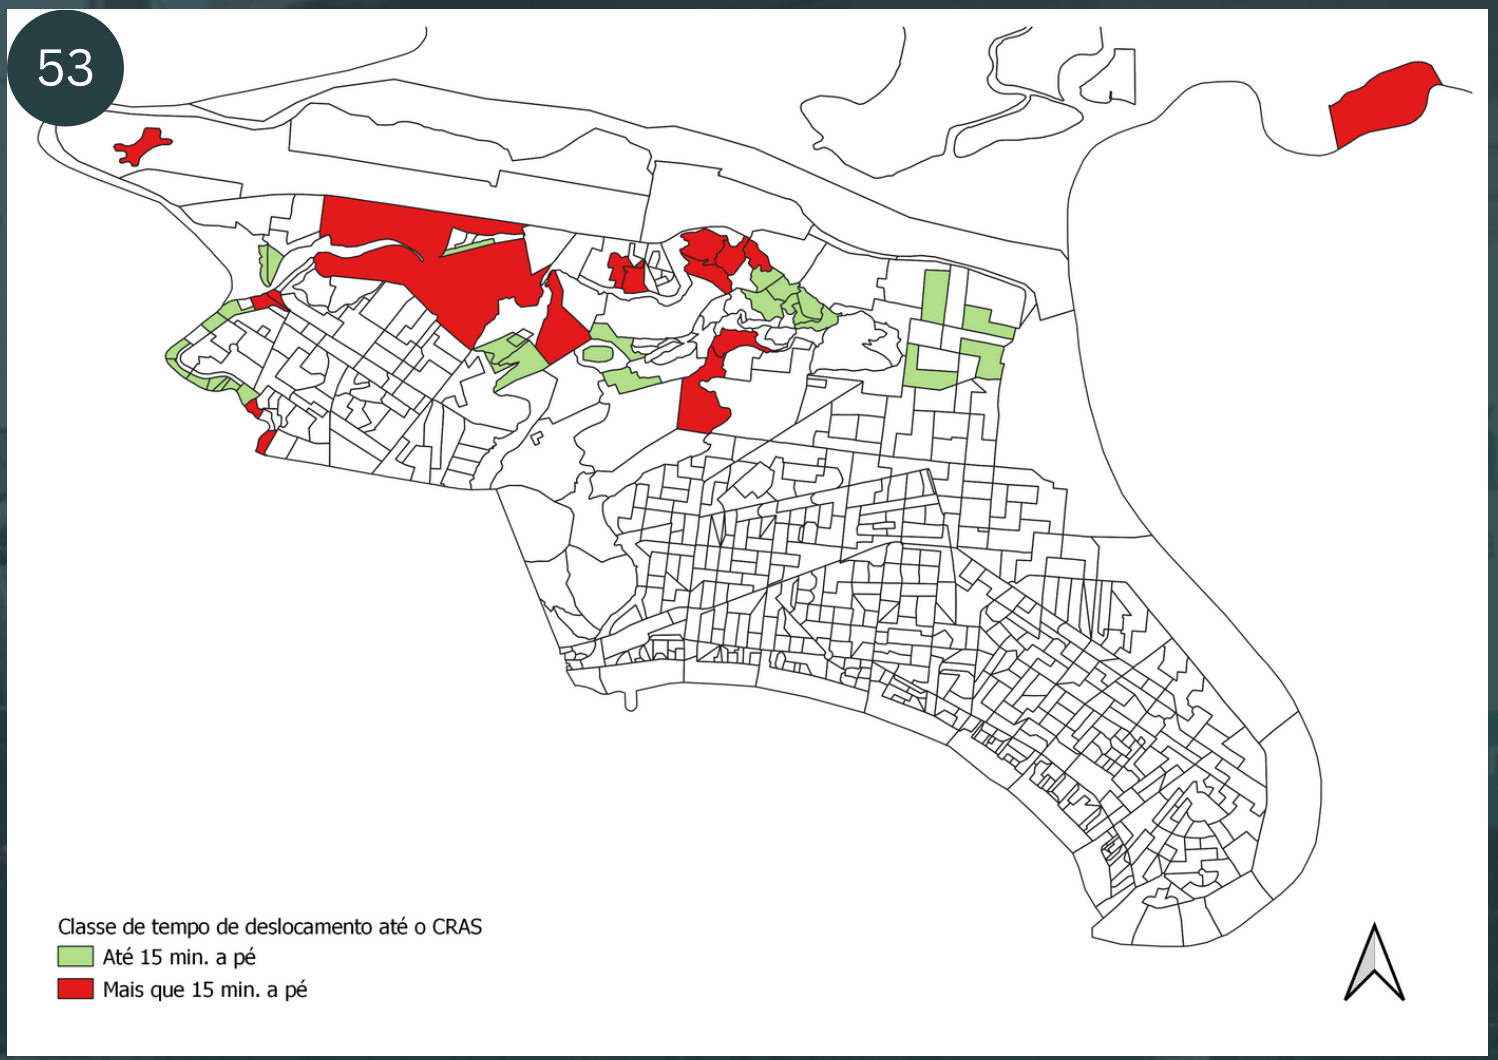 53
Classe de tempo de deslocamento até o CRAS
Até 15 min. a pé
Mais que 15 min. a pé